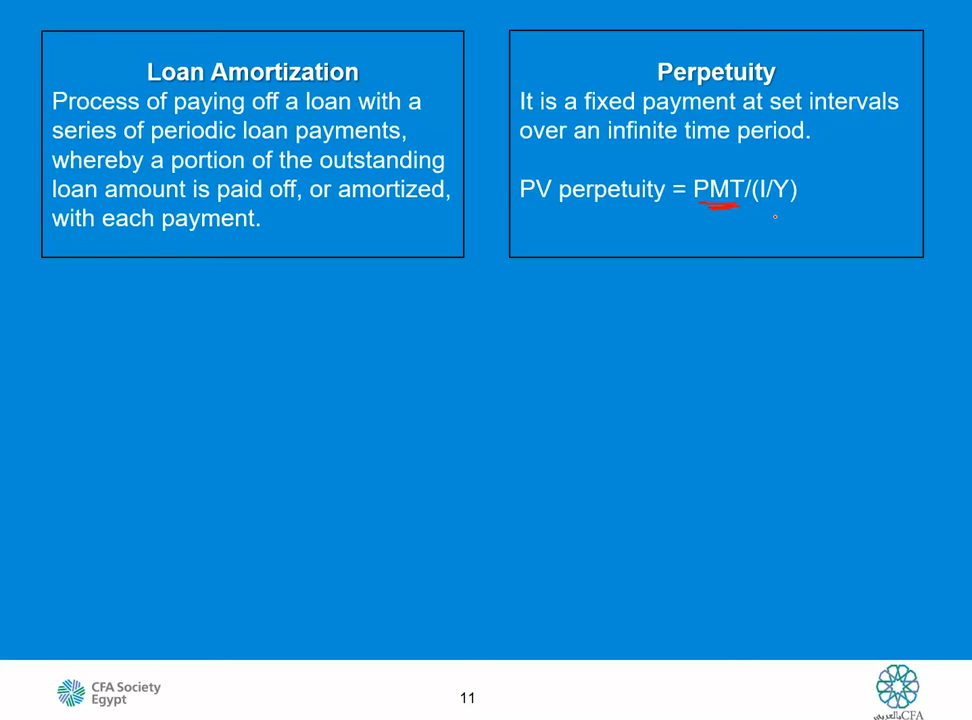 Loan Amortization
Process of paying off a loan with a
series of periodic loan payments,
whereby a portion of the outstanding
loan amount is paid off, or amortized,
with each payment.
Perpetuity
It is a fixed payment at set intervals
over an infinite time period.
PV perpetuity = PMT/(I/Y)
CFA Society
Egypt
11
CFA بالعربي